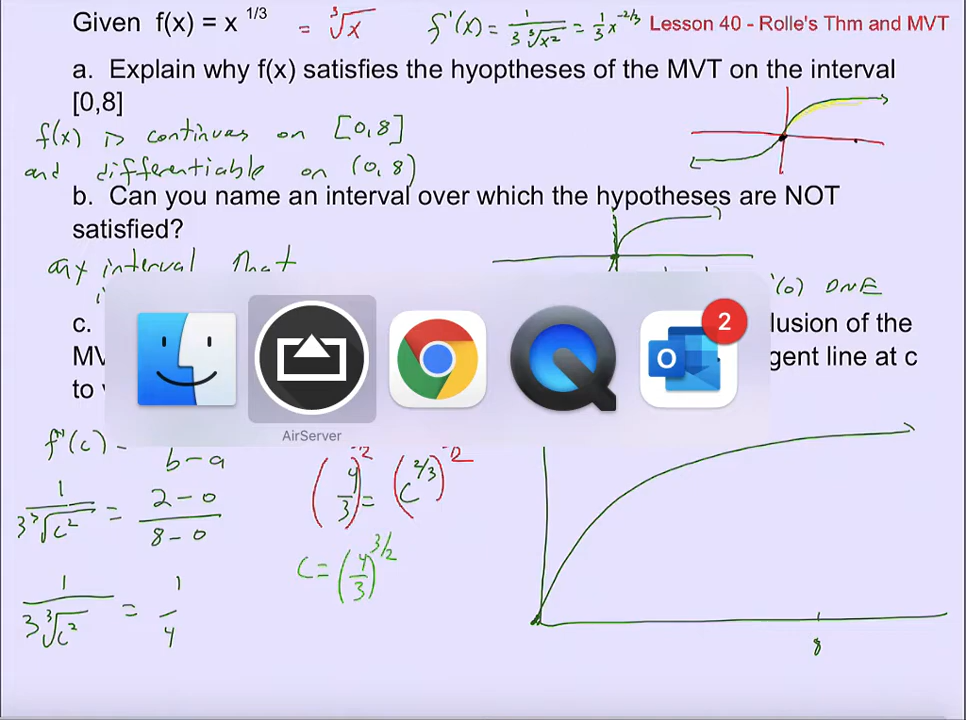 Given f(x) = x^1/3 = ∛x f'(x) = 1/(3∛x²) = 1/3 x^-2/3 Lesson 40 - Rolle's Thm and MVT
a. Explain why f(x) satisfies the hyoptheses of the MVT on the interval
[0,8]
f(x) is continues on [0,8]
and differentiable on (0,8)
b. Can you name an interval over which the hypotheses are NOT
satisfied?
any interval that
'(0) DNE
c. lusion of the
MV gent line at c
to
2
AirServer
f'(c) = b-a
1/(3∛c²) = (2-0)/(8-0)
(4/3) = (c^2/3)
c = (4/3)^3/2
1/(3∛c²) = 1/4
8